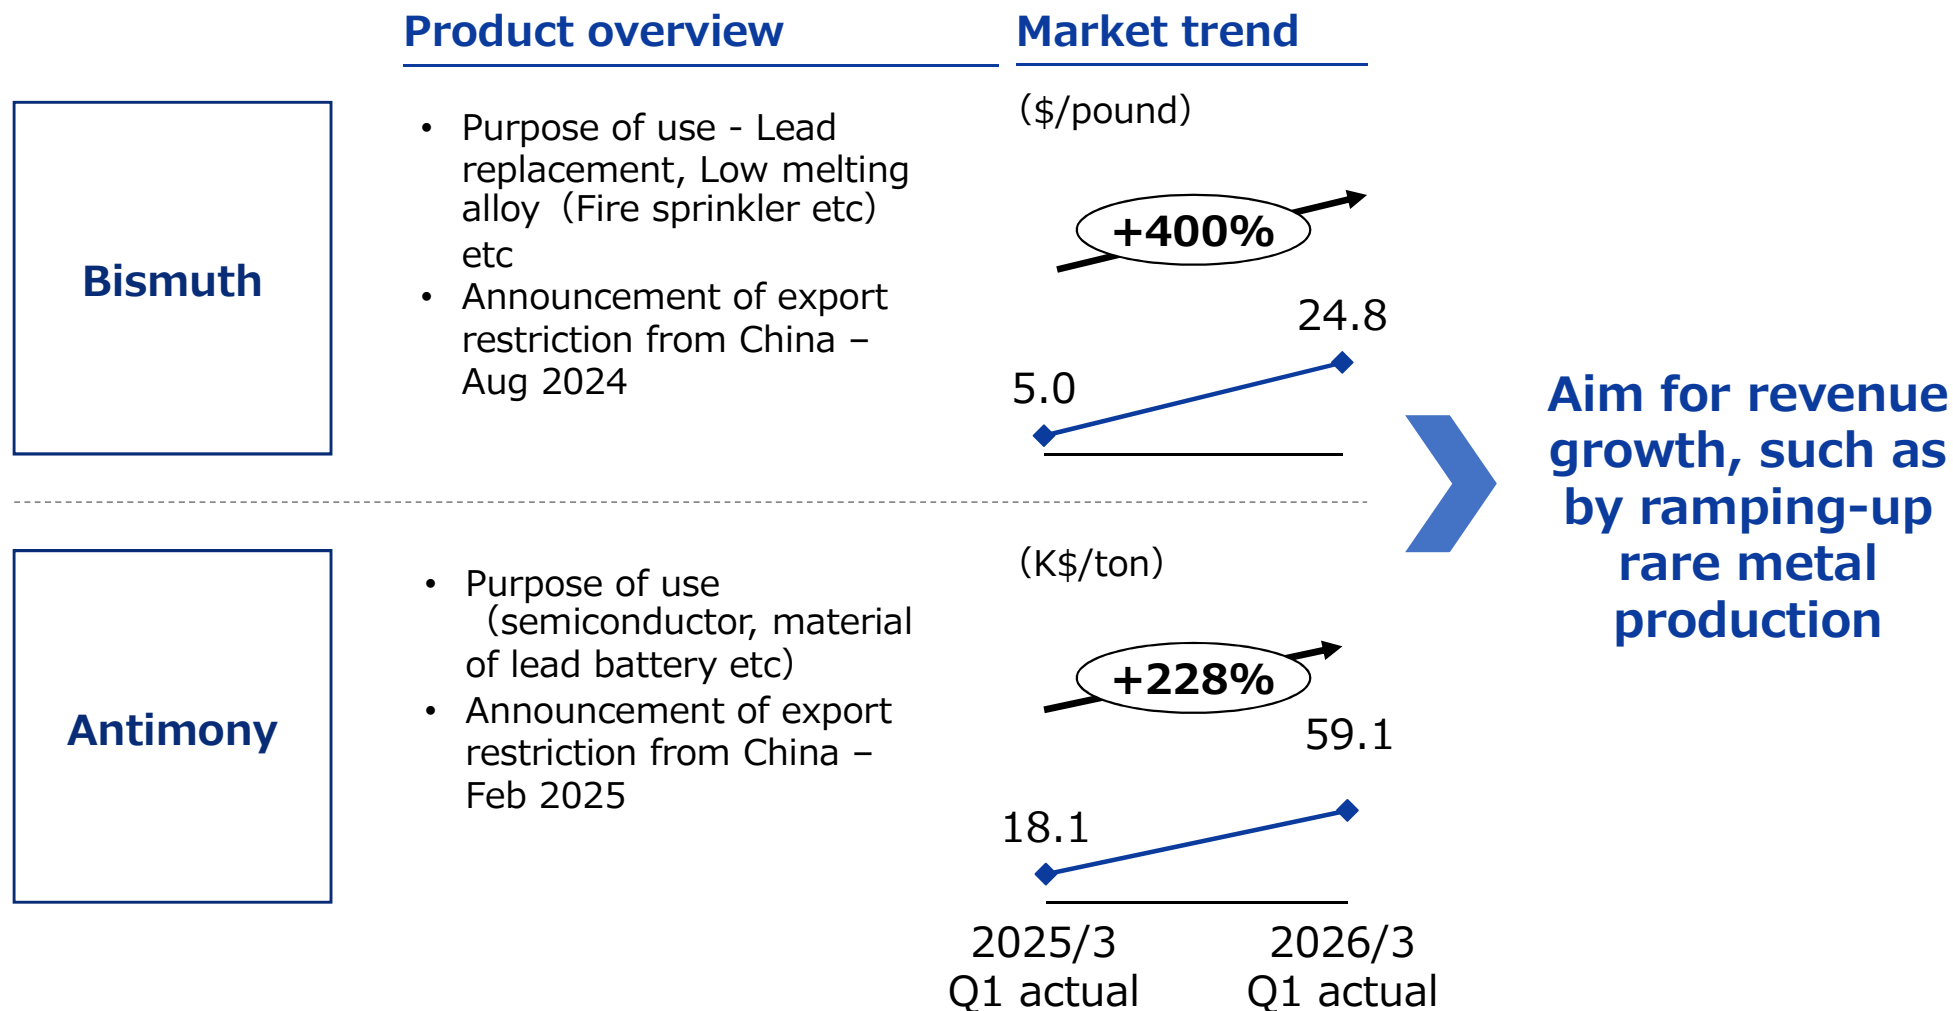 Product overview
Market trend
Bismuth
• Purpose of use - Lead
replacement, Low melting
alloy（Fire sprinkler etc）
etc
• Announcement of export
restriction from China –
Aug 2024
（$/pound）
+400%
5.0
24.8
Antimony
• Purpose of use
（semiconductor, material
of lead battery etc）
• Announcement of export
restriction from China –
Feb 2025
（K$/ton）
+228%
18.1
59.1
2025/3
Q1 actual
2026/3
Q1 actual
Aim for revenue
growth, such as
by ramping-up
rare metal
production